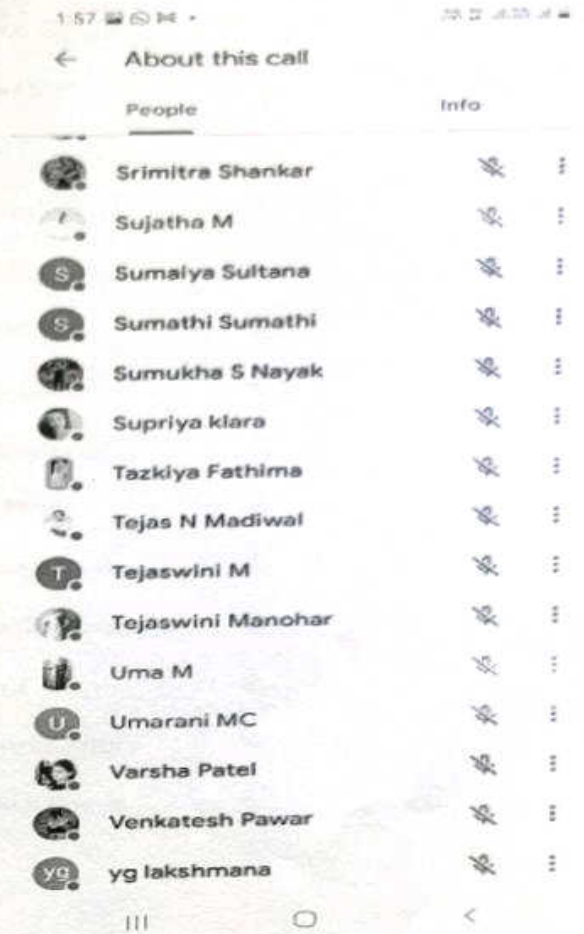 1:57
About this call
People Info
Srimitra Shankar
Sujatha M
S Sumaiya Sultana
S Sumathi Sumathi
Sumukha S Nayak
Supriya klara
Tazkiya Fathima
Tejas N Madiwal
T Tejaswini M
Tejaswini Manohar
Uma M
U Umarani MC
Varsha Patel
Venkatesh Pawar
yg yg lakshmana